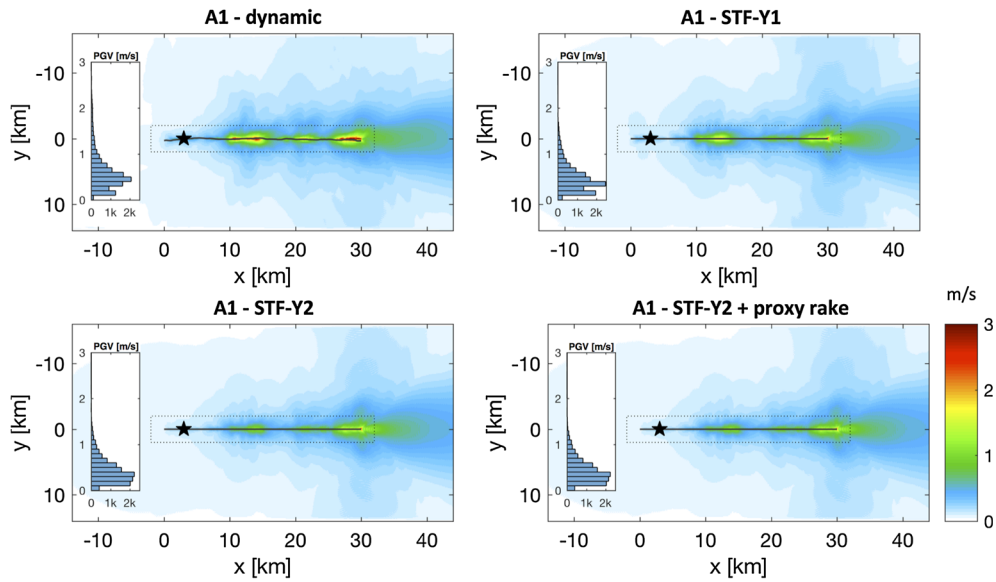 A1 - dynamic
A1 - STF-Y1
PGV [m/s]
3
2
1
0
0 1k 2k
-10
0
10
y [km]
-10 0 10 20 30 40
x [km]
PGV [m/s]
3
2
1
0
0 1k 2k
-10
0
10
y [km]
-10 0 10 20 30 40
x [km]
A1 - STF-Y2
A1 - STF-Y2 + proxy rake
PGV [m/s]
3
2
1
0
0 1k 2k
-10
0
10
y [km]
-10 0 10 20 30 40
x [km]
PGV [m/s]
3
2
1
0
0 1k 2k
-10
0
10
y [km]
-10 0 10 20 30 40
x [km]
m/s
3
2
1
0